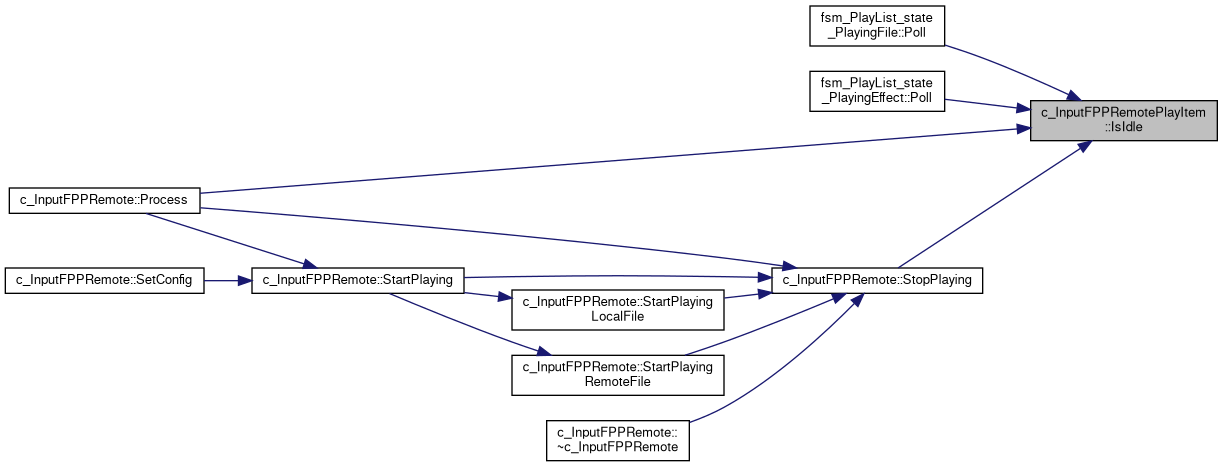 fsm_PlayList_state
_PlayingFile::Poll
fsm_PlayList_state
_PlayingEffect::Poll
c_InputFPPRemotePlayItem
::IsIdle
c_InputFPPRemote::Process
c_InputFPPRemote::SetConfig
c_InputFPPRemote::StartPlaying
c_InputFPPRemote::StopPlaying
c_InputFPPRemote::StartPlaying
LocalFile
c_InputFPPRemote::StartPlaying
RemoteFile
c_InputFPPRemote::
~c_InputFPPRemote